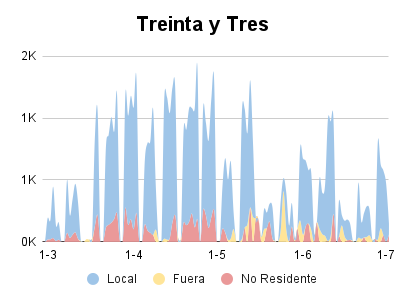 Treinta y Tres
2K
1K
1K
0K
1-3 1-4 1-5 1-6 1-7
Local Fuera No Residente